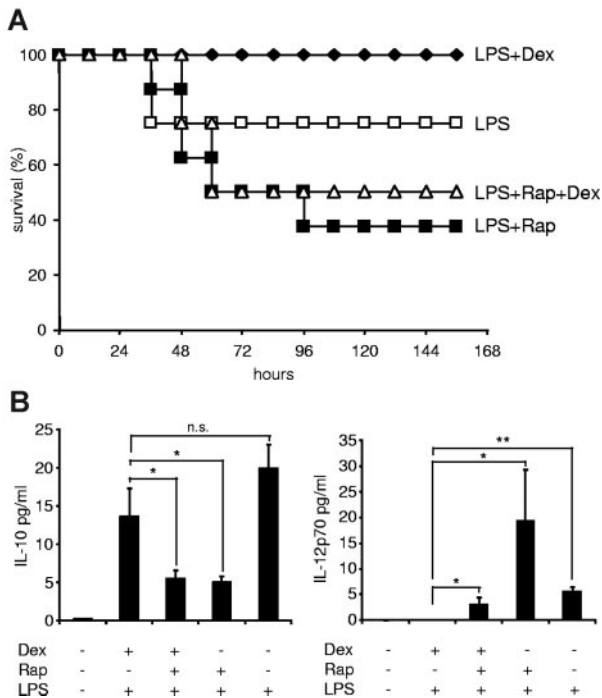 A
100
80
60
40
20
0
survival (%)
LPS+Dex
LPS
LPS+Rap+Dex
LPS+Rap
0 24 48 72 96 120 144 168
hours
B
n.s.
*
*
25
20
15
10
5
0
IL-10 pg/ml
Dex - + + - -
Rap - - + + -
LPS - + + + +
**
*
*
35
30
25
20
15
10
5
0
IL-12p70 pg/ml
Dex - + + - -
Rap - - + + -
LPS - + + + +